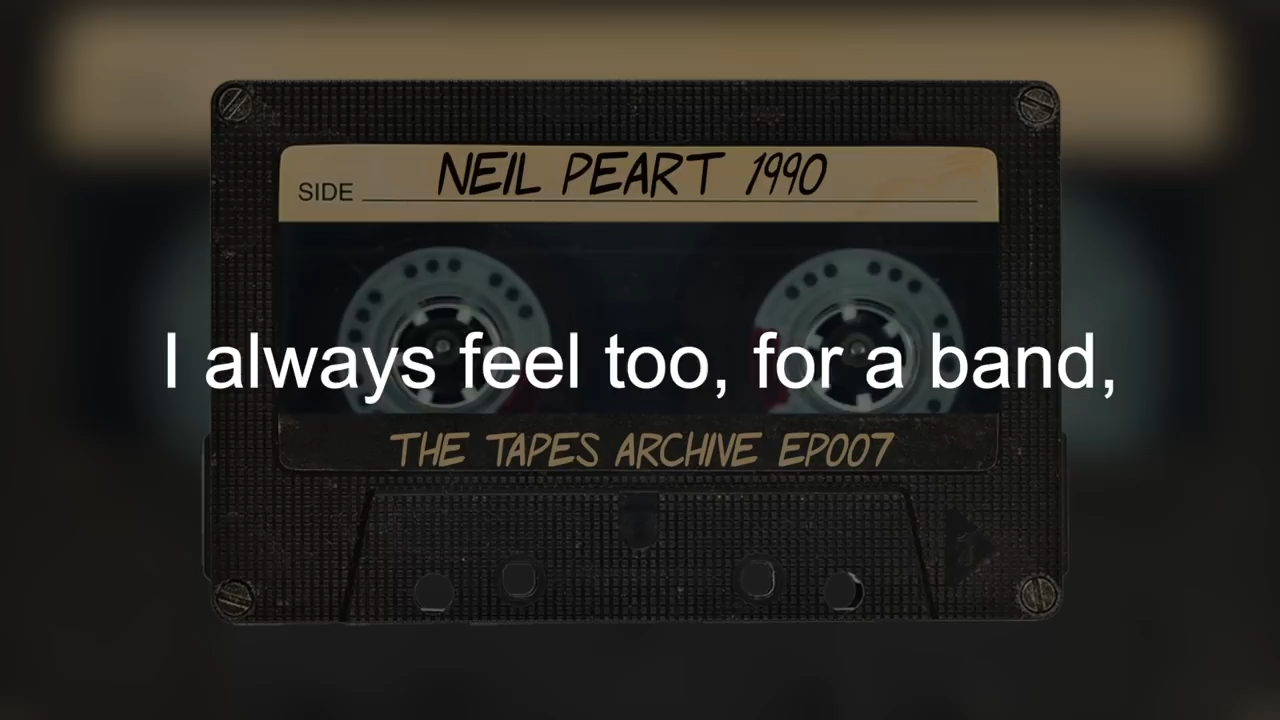 NEIL PEART 1990
SIDE
I always feel too, for a band,
THE TAPES ARCHIVE EP007